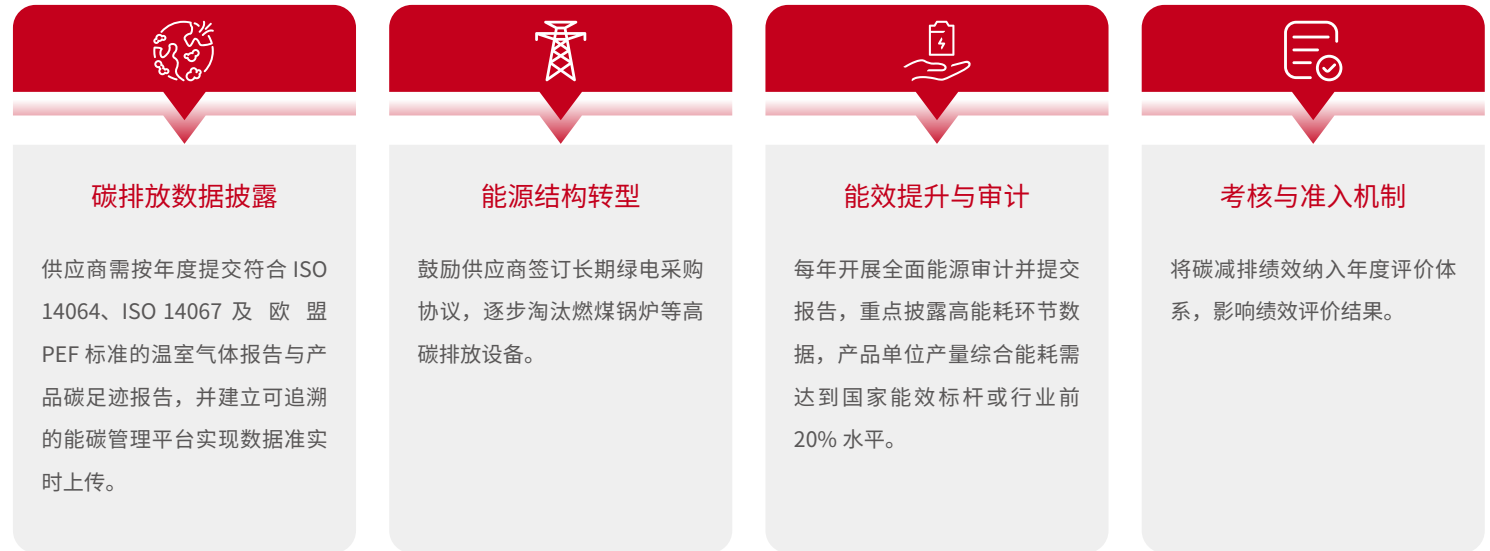 碳排放数据披露
供应商需按年度提交符合 ISO
14064、ISO 14067 及 欧 盟
PEF 标准的温室气体报告与产
品碳足迹报告，并建立可追溯
的能碳管理平台实现数据准实
时上传。
能源结构转型
鼓励供应商签订长期绿电采购
协议，逐步淘汰燃煤锅炉等高
碳排放设备。
能效提升与审计
每年开展全面能源审计并提交
报告，重点披露高能耗环节数
据，产品单位产量综合能耗需
达到国家能效标杆或行业前
20% 水平。
考核与准入机制
将碳减排绩效纳入年度评价体
系，影响绩效评价结果。